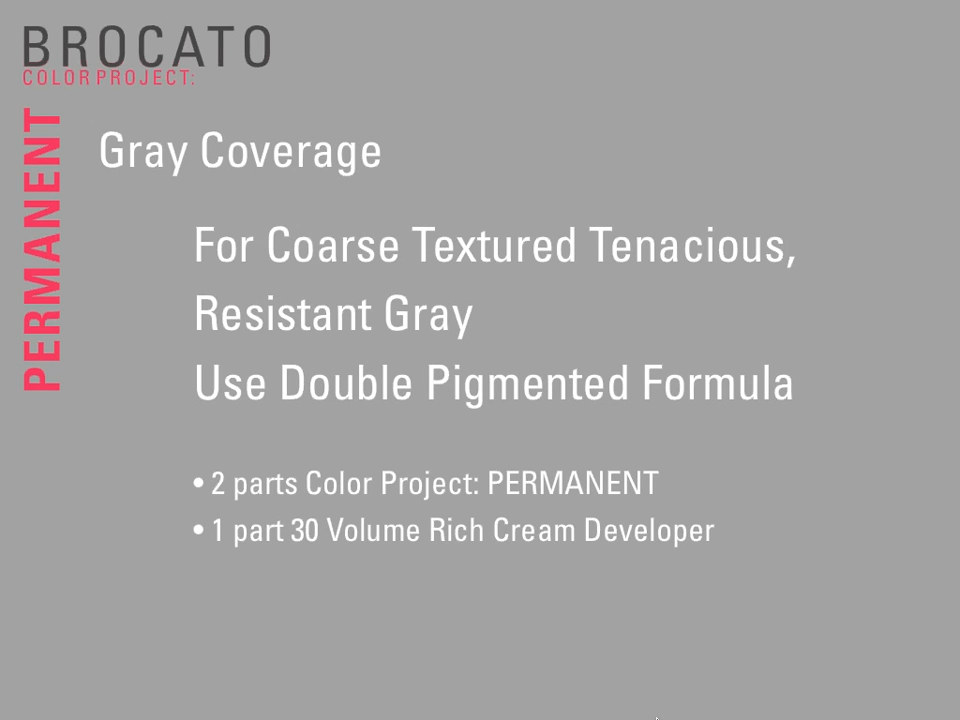 BROCATO
COLOR PROJECT:
PERMANENT
Gray Coverage
For Coarse Textured Tenacious,
Resistant Gray
Use Double Pigmented Formula
• 2 parts Color Project: PERMANENT
• 1 part 30 Volume Rich Cream Developer